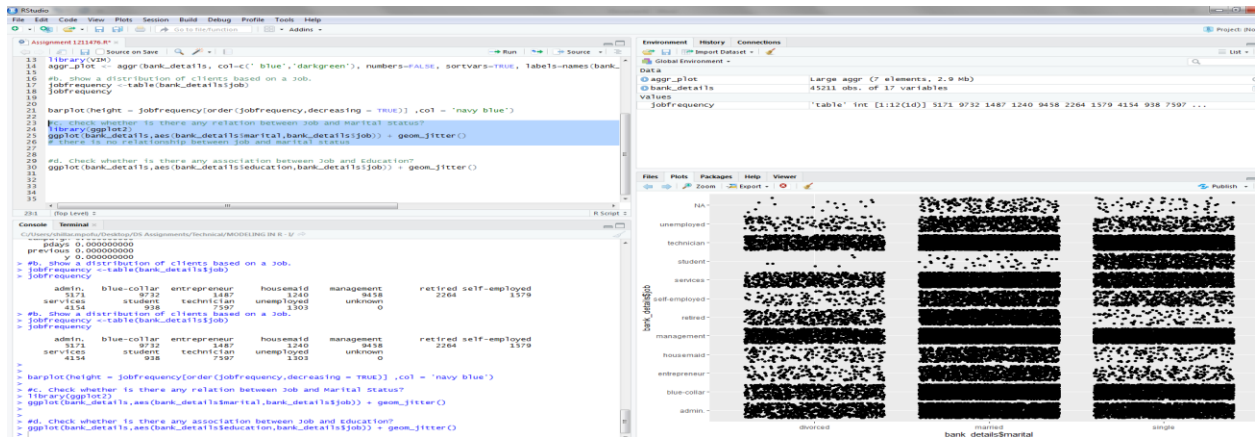 RStudio
File Edit Code View Plots Session Build Debug Profile Tools Help
Go to file/function Addins
Project: (No
Assignment 1211476.R*
Source on Save Run Source
13 library(VIM)
14 aggr_plot <- aggr(bank_details, col=c(' blue','darkgreen'), numbers=FALSE, sortvars=TRUE, labels=names(bank_
15
16 #b. Show a distribution of clients based on a Job.
17 jobfrequency <-table(bank_details$job)
18 jobfrequency
19
20
21 barplot(height = jobfrequency[order(jobfrequency,decreasing = TRUE)] ,col = 'navy blue')
22
23 #c. Check whether is there any relation between Job and Marital Status?
24 library(ggplot2)
25 ggplot(bank_details,aes(bank_details$marital,bank_details$job)) + geom_jitter()
26 # there is no relationship between job and marital status
27
28
29 #d. Check whether is there any association between Job and Education?
30 ggplot(bank_details,aes(bank_details$education,bank_details$job)) + geom_jitter()
31
32
33
34
35
23:1 (Top Level) R Script
Console Terminal
pdays 0.000000000
previous 0.000000000
y 0.000000000
> #b. Show a distribution of clients based on a Job.
> jobfrequency <-table(bank_details$job)
> jobfrequency
admin. blue-collar entrepreneur housemaid management retired self-employed
5171 9732 1487 1240 9458 2264 1579
services student technician unemployed unknown
4154 938 7597 1303 0
> #b. Show a distribution of clients based on a Job.
> jobfrequency <-table(bank_details$job)
> jobfrequency
admin. blue-collar entrepreneur housemaid management retired self-employed
5171 9732 1487 1240 9458 2264 1579
services student technician unemployed unknown
4154 938 7597 1303 0
>
>
> barplot(height = jobfrequency[order(jobfrequency,decreasing = TRUE)] ,col = 'navy blue')
>
> #c. Check whether is there any relation between Job and Marital Status?
> library(ggplot2)
> ggplot(bank_details,aes(bank_details$marital,bank_details$job)) + geom_jitter()
>
>
> #d. Check whether is there any association between Job and Education?
> ggplot(bank_details,aes(bank_details$education,bank_details$job)) + geom_jitter()
>
Environment History Connections
Import Dataset List
Global Environment
Data
aggr_plot Large aggr (7 elements, 2.9 Mb)
bank_details 45211 obs. of 17 variables
Values
jobfrequency 'table' int [1:12(1d)] 5171 9732 1487 1240 9458 2264 1579 4154 938 7597 ...
Files Plots Packages Help Viewer
Zoom Export Publish
NA
unemployed
technician
student
services
self-employed
retired
management
housemaid
entrepreneur
blue-collar
admin.
bank_details$job
divorced married single
bank_details$marital